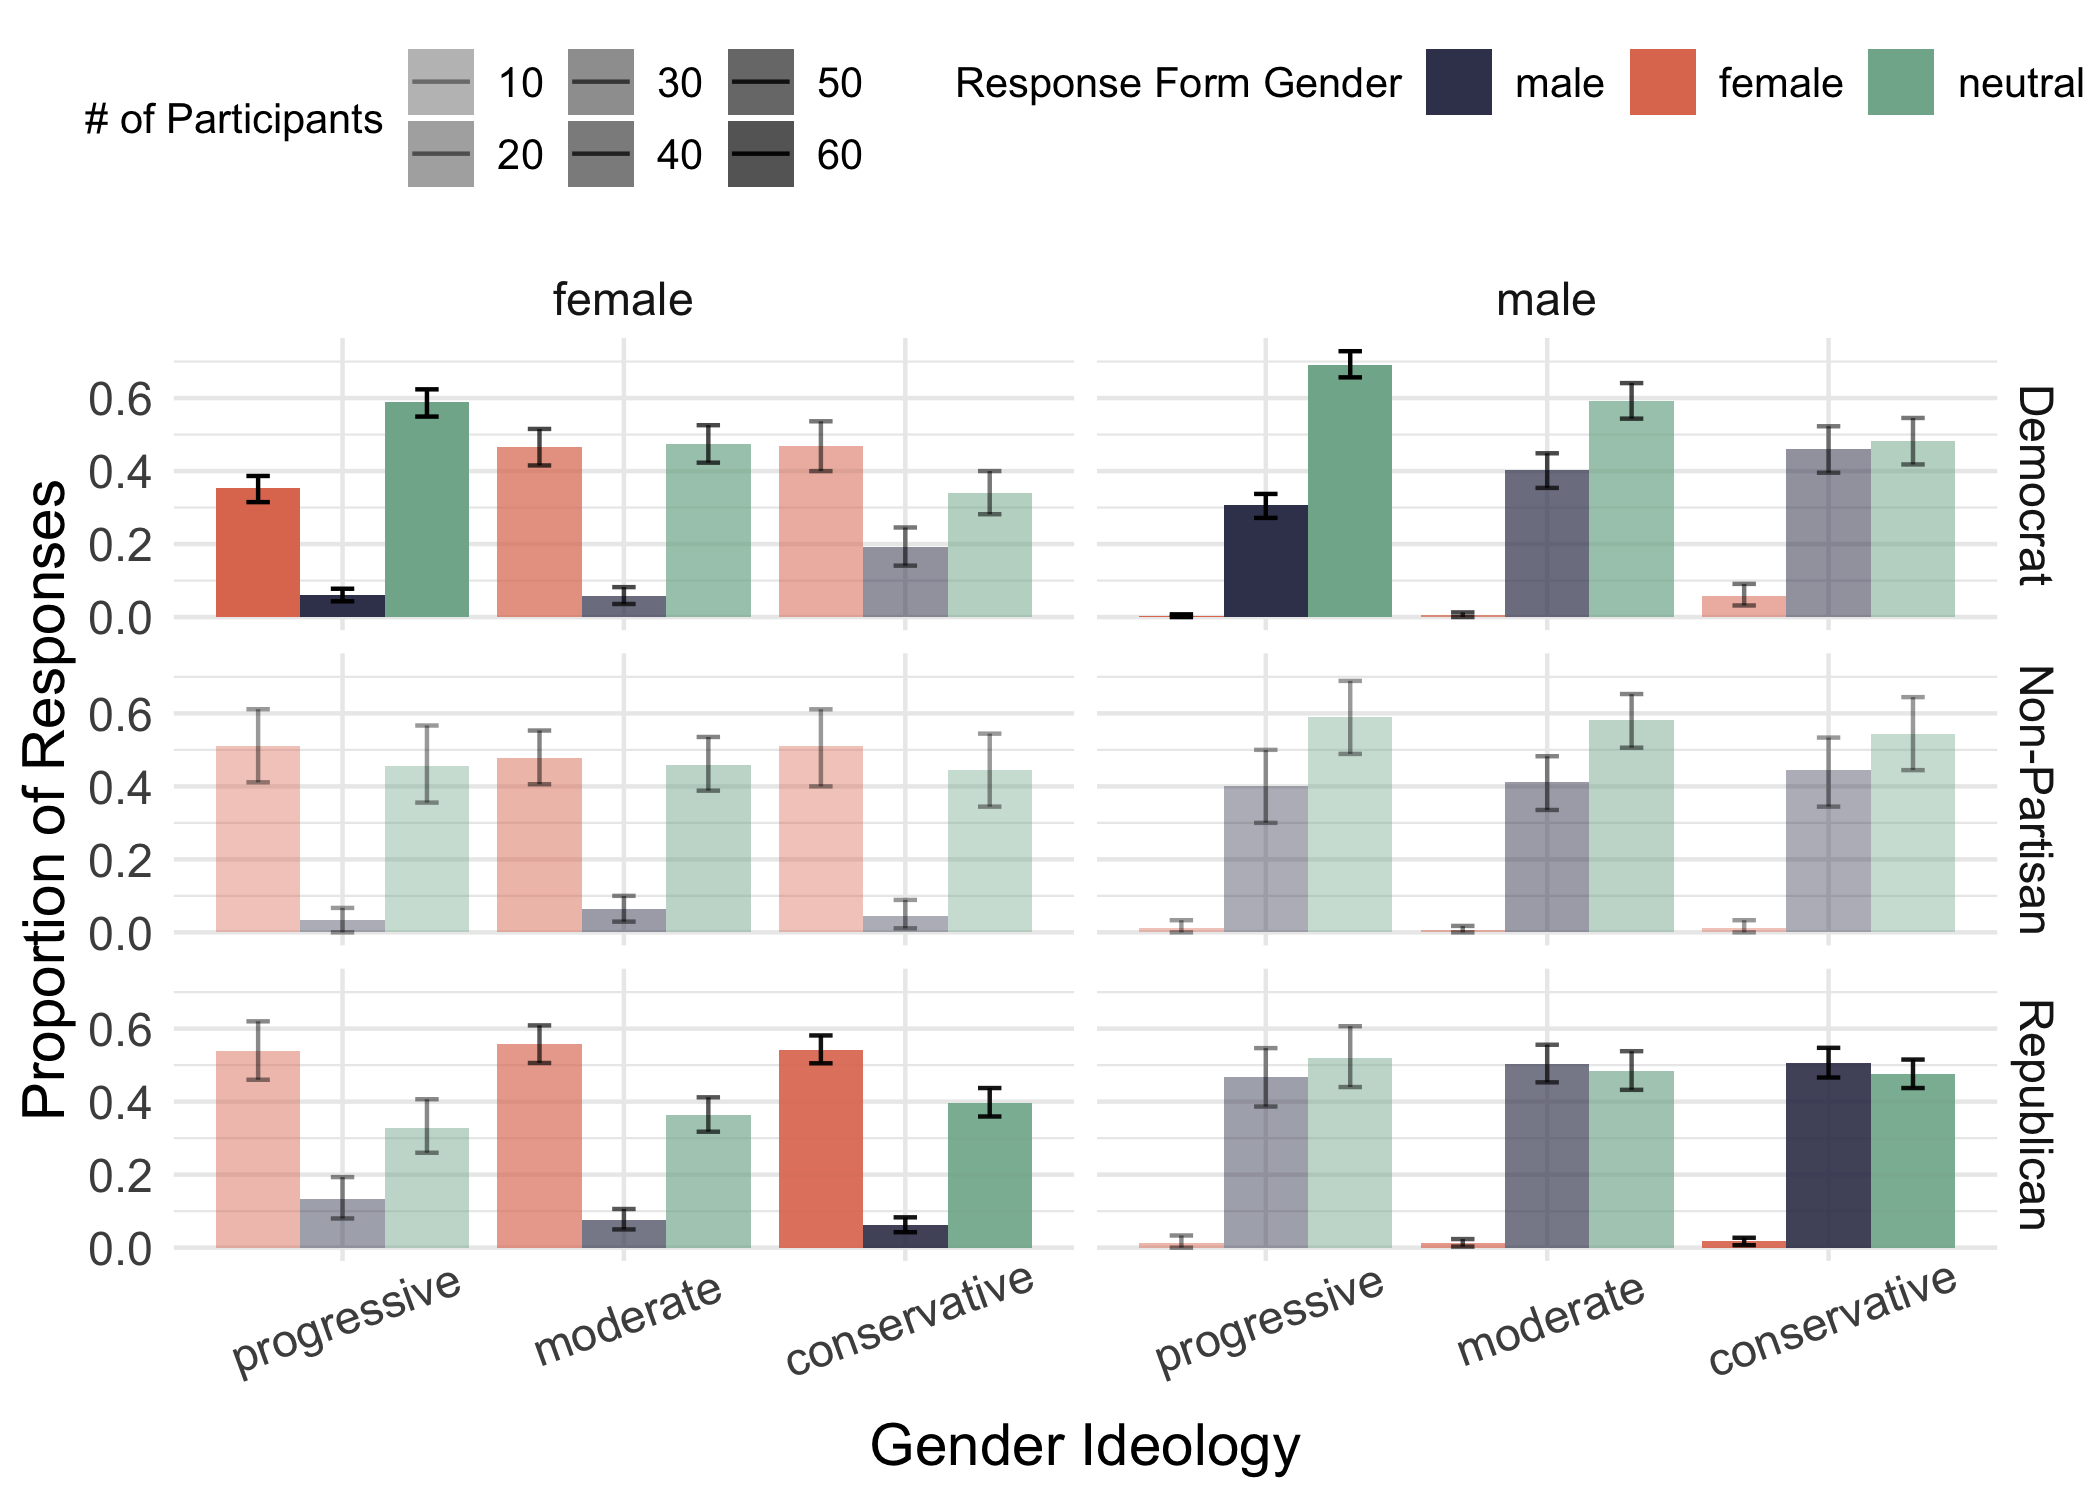 # of Participants
10
30
50
20
40
60
Response Form Gender
male
female
neutral
female
male
Proportion of Responses
0.6
0.4
0.2
0.0
Democrat
0.6
0.4
0.2
0.0
Non-Partisan
0.6
0.4
0.2
0.0
Republican
progressive
moderate
conservative
progressive
moderate
conservative
Gender Ideology